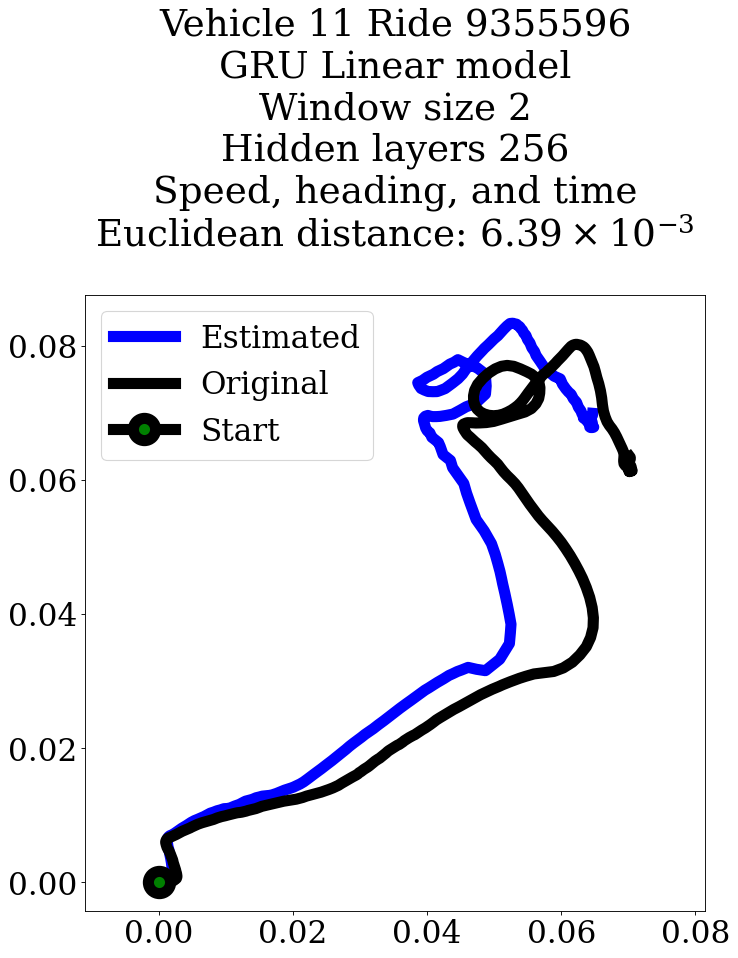 Vehicle 11 Ride 9355596
GRU Linear model
Window size 2
Hidden layers 256
Speed, heading, and time
Euclidean distance: 6.39 × 10⁻³
Estimated
Original
Start
0.08
0.06
0.04
0.02
0.00
0.00 0.02 0.04 0.06 0.08